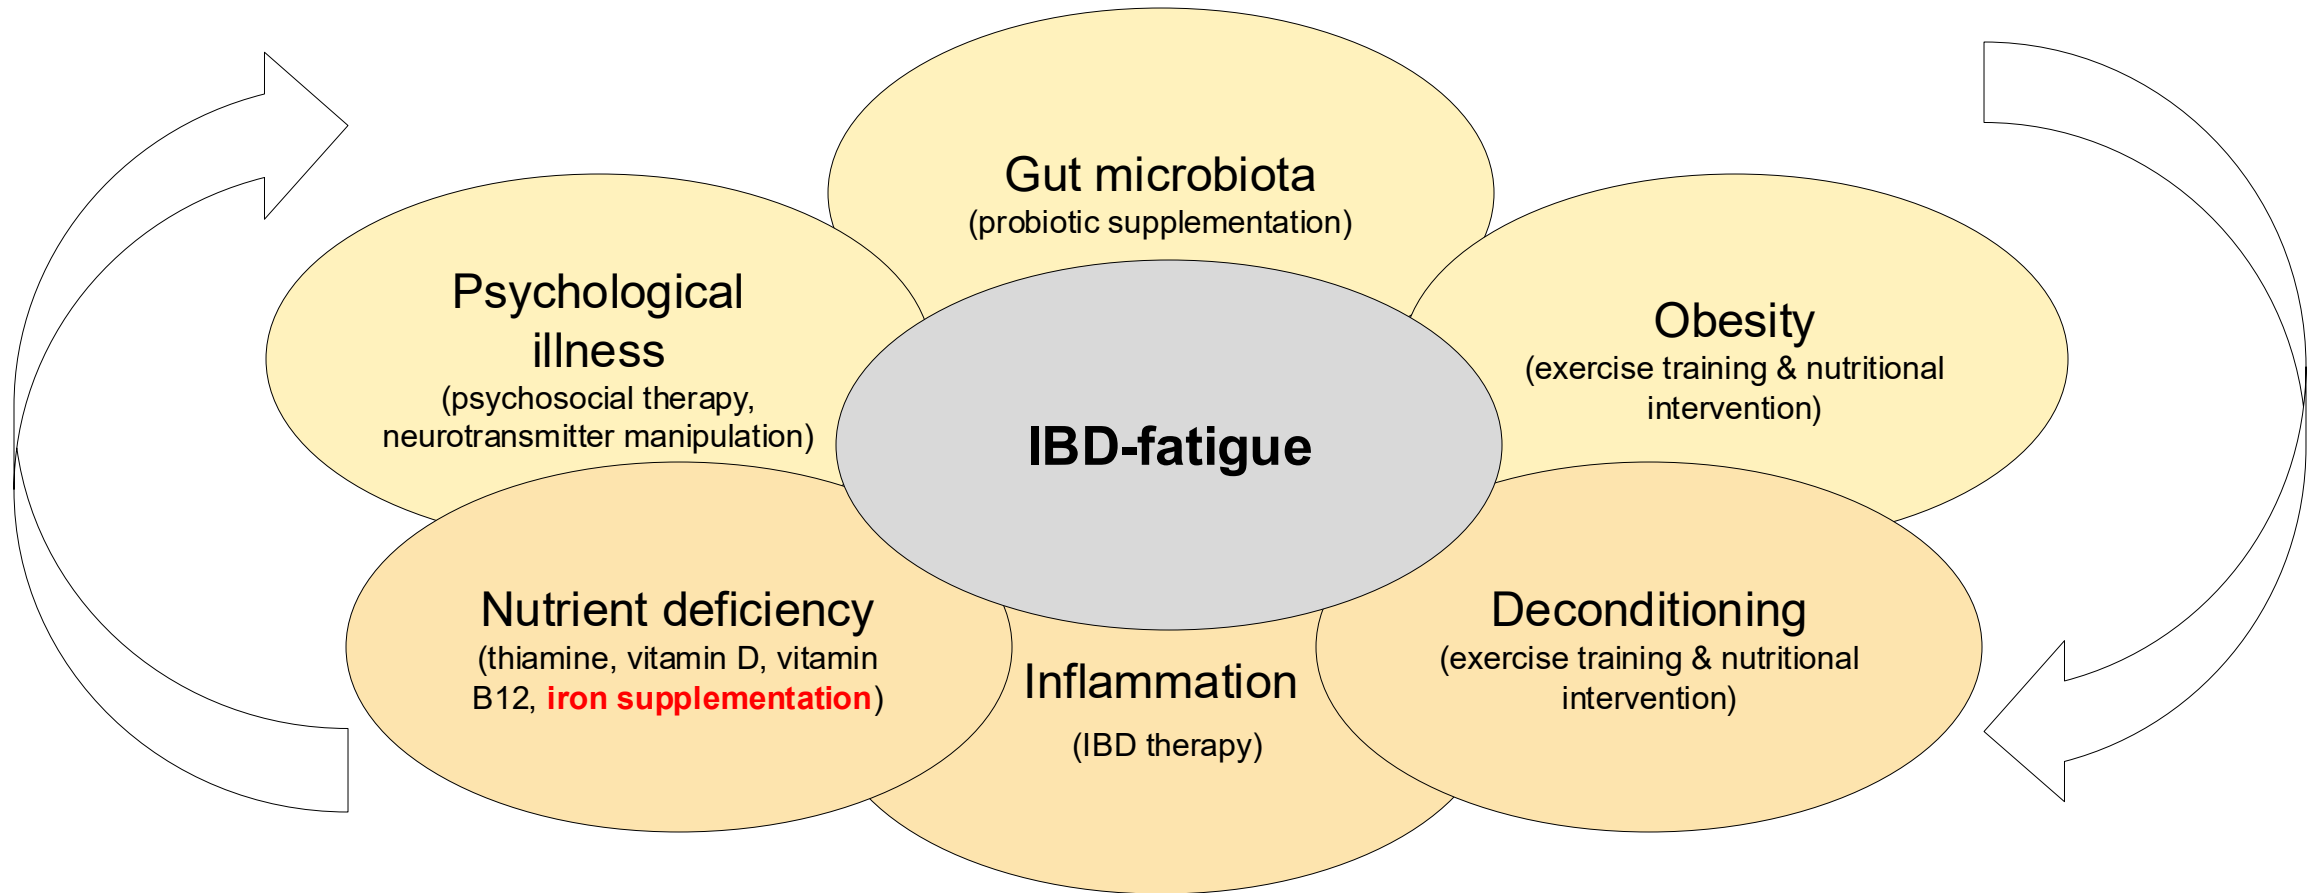 Gut microbiota
(probiotic supplementation)
Psychological
illness
(psychosocial therapy,
neurotransmitter manipulation)
Obesity
(exercise training & nutritional
intervention)
IBD-fatigue
Nutrient deficiency
(thiamine, vitamin D, vitamin
B12, iron supplementation)
Inflammation
(IBD therapy)
Deconditioning
(exercise training & nutritional
intervention)